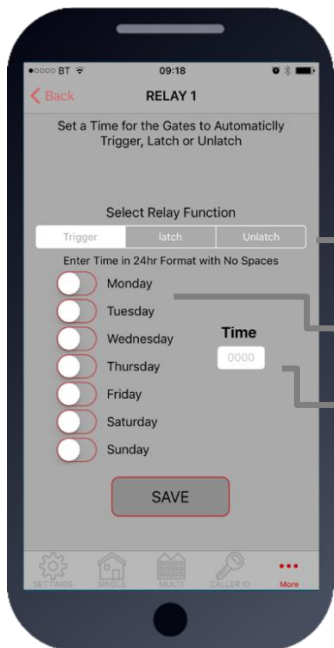 BT 09:18
Back RELAY 1
Set a Time for the Gates to Automaticlly
Trigger, Latch or Unlatch
Select Relay Function
Trigger latch Unlatch
Enter Time in 24hr Format with No Spaces
Monday
Tuesday
Wednesday Time
Thursday 0000
Friday
Saturday
Sunday
SAVE
SETTINGS SINGLE MULTI CALLER ID More